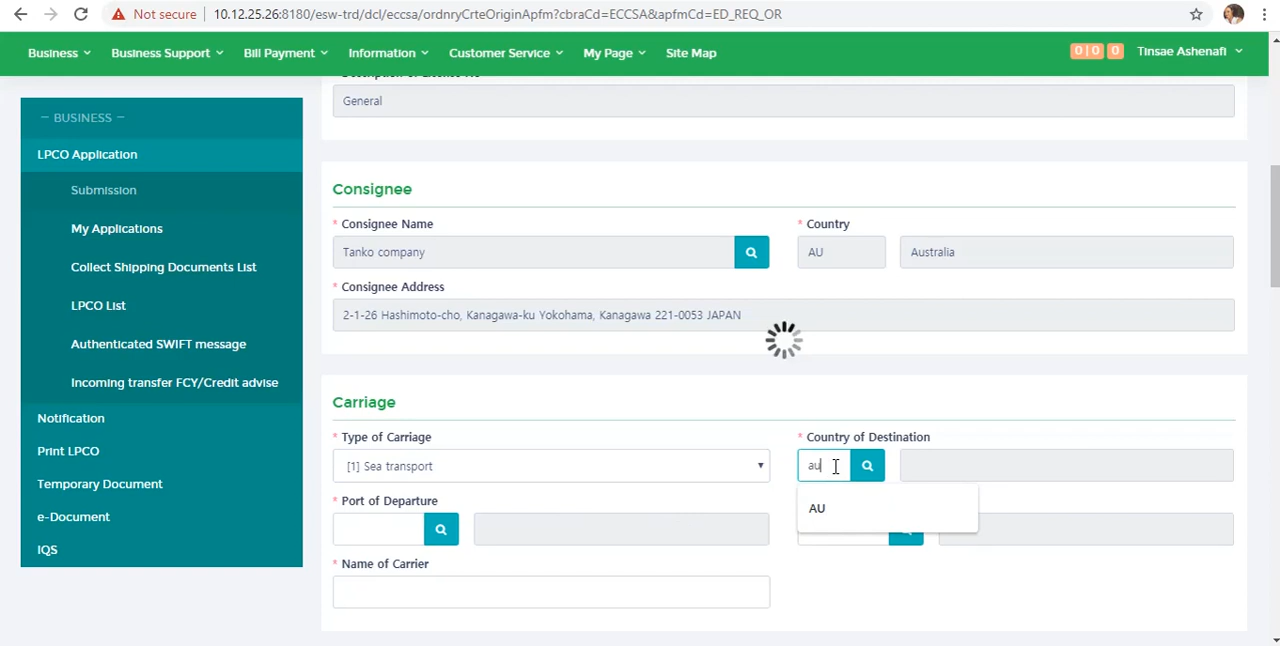 Not secure
10.12.25.26:8180/esw-trd/dcl/eccsa/ordnryCrteOriginApfm?cbraCd=ECCSA&apfmCd=ED_REQ_OR
Business
Business Support
Bill Payment
Information
Customer Service
My Page
Site Map
0 | 0
0
Tinsae Ashenafi
— BUSINESS —
LPCO Application
Submission
My Applications
Collect Shipping Documents List
LPCO List
Authenticated SWIFT message
Incoming transfer FCY/Credit advise
Notification
Print LPCO
Temporary Document
e-Document
IQS
General
Consignee
* Consignee Name
* Country
Tanko company
AU
Australia
* Consignee Address
2-1-26 Hashimoto-cho, Kanagawa-ku Yokohama, Kanagawa 221-0053 JAPAN
Carriage
* Type of Carriage
* Country of Destination
[1] Sea transport
au
AU
* Port of Departure
* Name of Carrier